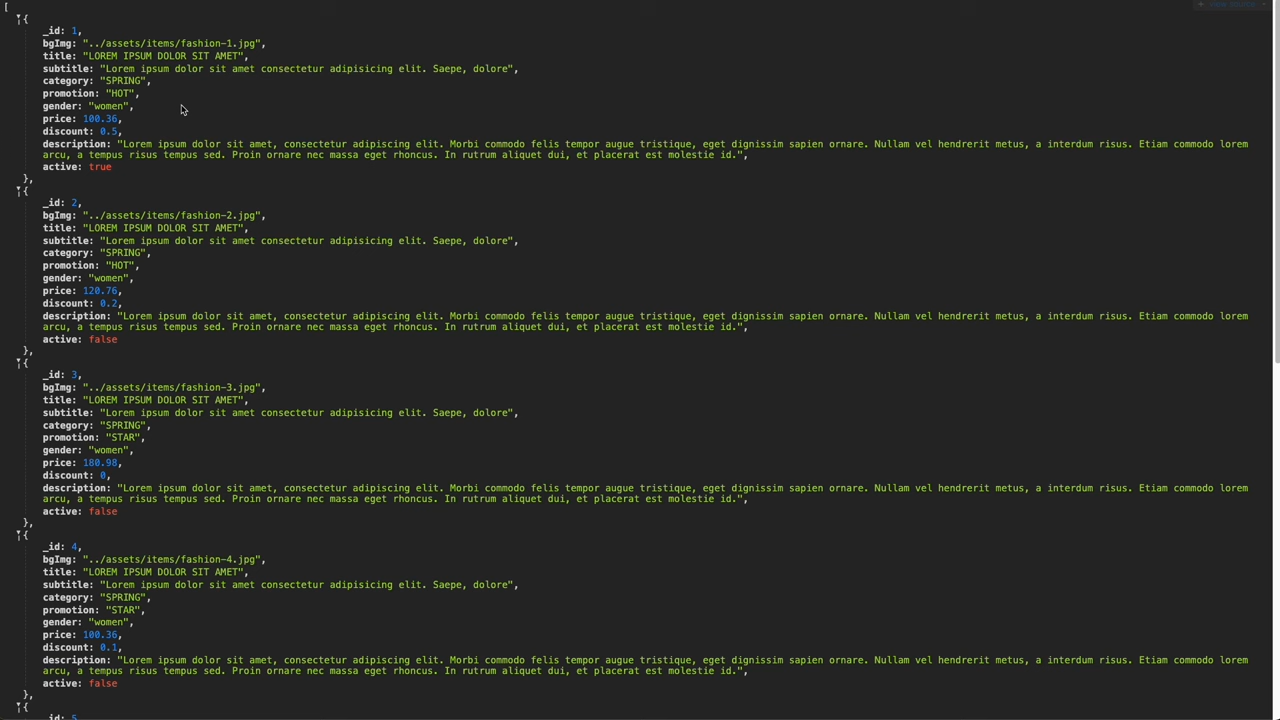 [
{
_id: 1,
bgImg: "../assets/items/fashion-1.jpg",
title: "LOREM IPSUM DOLOR SIT AMET",
subtitle: "Lorem ipsum dolor sit amet consectetur adipisicing elit. Saepe, dolore",
category: "SPRING",
promotion: "HOT",
gender: "women",
price: 100.36,
discount: 0.5,
description: "Lorem ipsum dolor sit amet, consectetur adipiscing elit. Morbi commodo felis tempor augue tristique, eget dignissim sapien ornare. Nullam vel hendrerit metus, a interdum risus. Etiam commodo lorem
arcu, a tempus risus tempus sed. Proin ornare nec massa eget rhoncus. In rutrum aliquet dui, et placerat est molestie id.",
active: true
},
{
_id: 2,
bgImg: "../assets/items/fashion-2.jpg",
title: "LOREM IPSUM DOLOR SIT AMET",
subtitle: "Lorem ipsum dolor sit amet consectetur adipisicing elit. Saepe, dolore",
category: "SPRING",
promotion: "HOT",
gender: "women",
price: 120.76,
discount: 0.2,
description: "Lorem ipsum dolor sit amet, consectetur adipiscing elit. Morbi commodo felis tempor augue tristique, eget dignissim sapien ornare. Nullam vel hendrerit metus, a interdum risus. Etiam commodo lorem
arcu, a tempus risus tempus sed. Proin ornare nec massa eget rhoncus. In rutrum aliquet dui, et placerat est molestie id.",
active: false
},
{
_id: 3,
bgImg: "../assets/items/fashion-3.jpg",
title: "LOREM IPSUM DOLOR SIT AMET",
subtitle: "Lorem ipsum dolor sit amet consectetur adipisicing elit. Saepe, dolore",
category: "SPRING",
promotion: "STAR",
gender: "women",
price: 180.98,
discount: 0,
description: "Lorem ipsum dolor sit amet, consectetur adipiscing elit. Morbi commodo felis tempor augue tristique, eget dignissim sapien ornare. Nullam vel hendrerit metus, a interdum risus. Etiam commodo lorem
arcu, a tempus risus tempus sed. Proin ornare nec massa eget rhoncus. In rutrum aliquet dui, et placerat est molestie id.",
active: false
},
{
_id: 4,
bgImg: "../assets/items/fashion-4.jpg",
title: "LOREM IPSUM DOLOR SIT AMET",
subtitle: "Lorem ipsum dolor sit amet consectetur adipisicing elit. Saepe, dolore",
category: "SPRING",
promotion: "STAR",
gender: "women",
price: 100.36,
discount: 0.1,
description: "Lorem ipsum dolor sit amet, consectetur adipiscing elit. Morbi commodo felis tempor augue tristique, eget dignissim sapien ornare. Nullam vel hendrerit metus, a interdum risus. Etiam commodo lorem
arcu, a tempus risus tempus sed. Proin ornare nec massa eget rhoncus. In rutrum aliquet dui, et placerat est molestie id.",
active: false
},
{
_id: 5